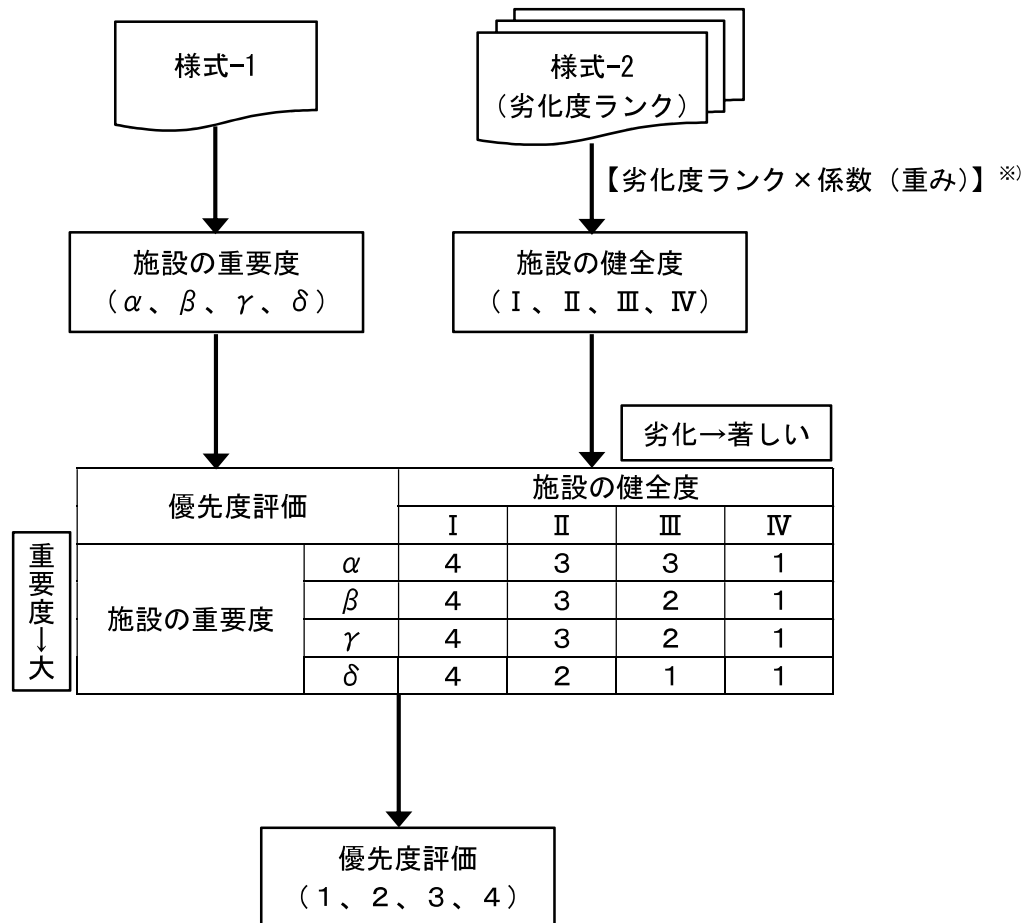 様式-1
様式-2
(劣化度ランク)
【劣化度ランク×係数(重み)】※)
施設の重要度
(α、β、γ、δ)
施設の健全度
(Ⅰ、Ⅱ、Ⅲ、Ⅳ)
劣化→著しい
優先度評価
施設の健全度
Ⅰ Ⅱ Ⅲ Ⅳ
重要度→大
施設の重要度
α 4 3 3 1
β 4 3 2 1
γ 4 3 2 1
δ 4 2 1 1
優先度評価
(1、2、3、4)